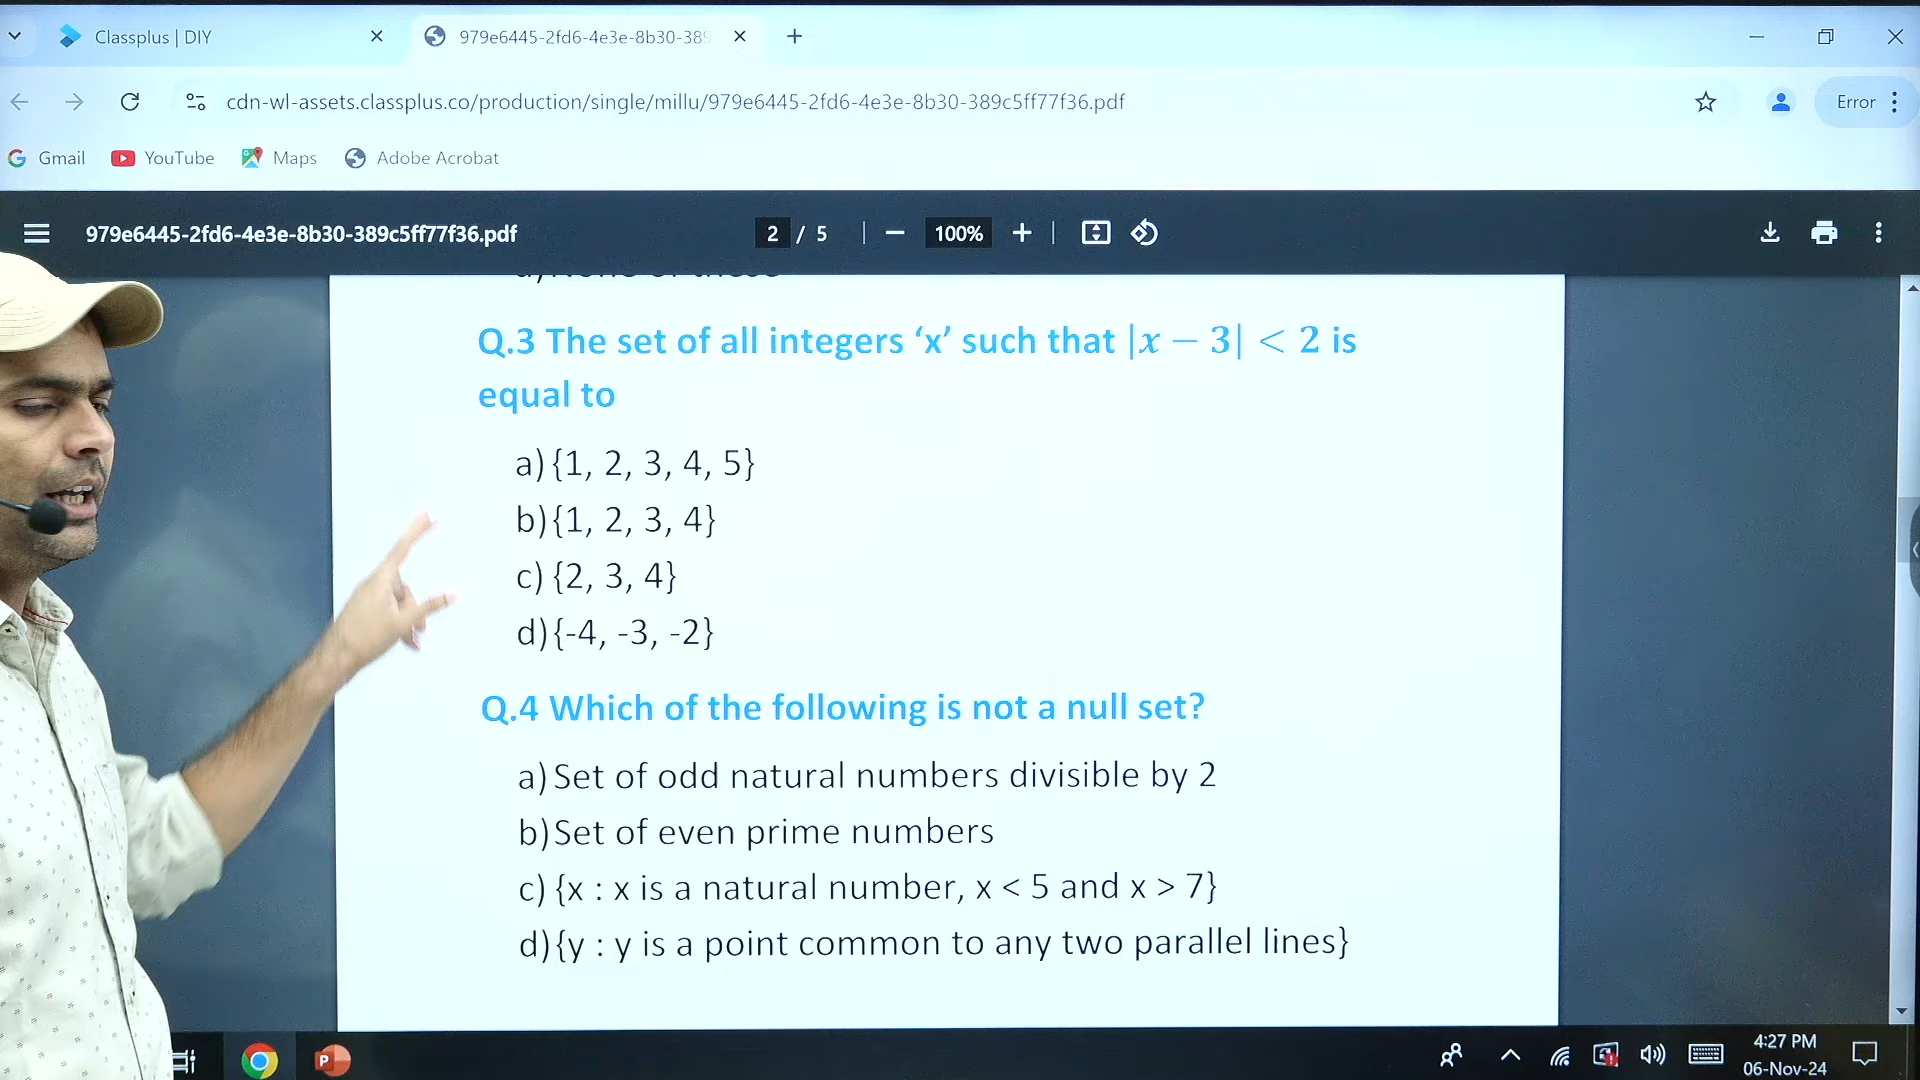 Classplus | DIY
979e6445-2fd6-4e3e-8b30-389
cdn-wl-assets.classplus.co/production/single/millu/979e6445-2fd6-4e3e-8b30-389c5ff77f36.pdf
Error
Gmail YouTube Maps Adobe Acrobat
979e6445-2fd6-4e3e-8b30-389c5ff77f36.pdf
2 / 5
100%
Q.3 The set of all integers ‘x’ such that |x − 3| < 2 is
equal to
a) {1, 2, 3, 4, 5}
b) {1, 2, 3, 4}
c) {2, 3, 4}
d) {-4, -3, -2}
Q.4 Which of the following is not a null set?
a) Set of odd natural numbers divisible by 2
b) Set of even prime numbers
c) {x : x is a natural number, x < 5 and x > 7}
d) {y : y is a point common to any two parallel lines}
4:27 PM
06-Nov-24